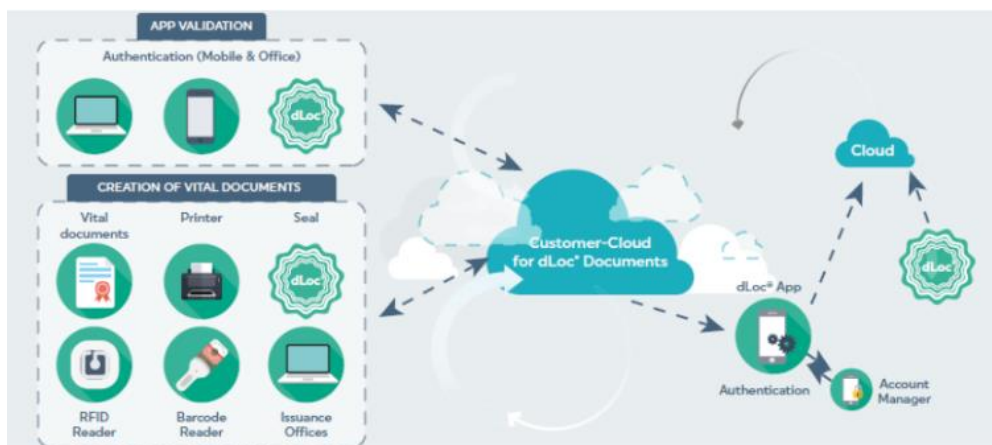 APP VALIDATION
Authentication (Mobile & Office)
dLoc®
CREATION OF VITAL DOCUMENTS
Vital
documents
Printer
Seal
dLoc®
RFID
Reader
Barcode
Reader
Issuance
Offices
Customer-Cloud
for dLoc® Documents
Cloud
dLoc®
dLoc® App
Authentication
Account
Manager